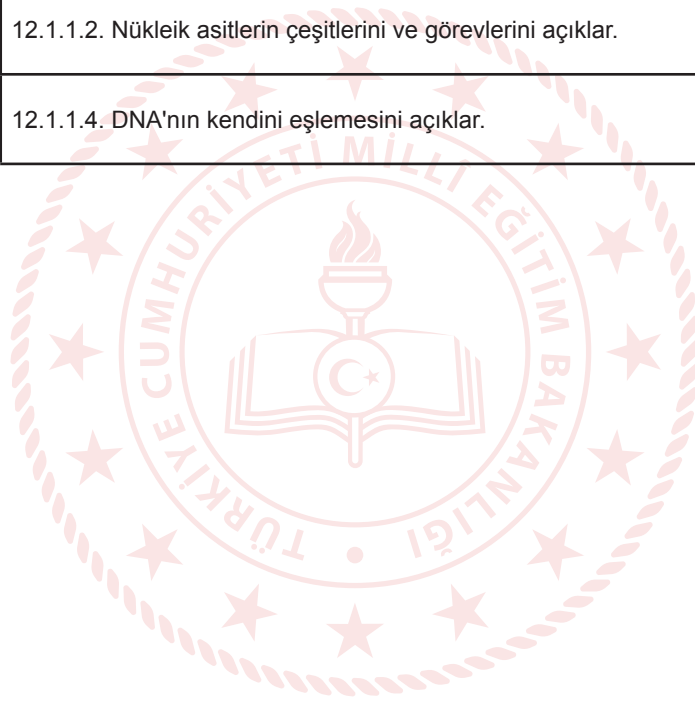 12.1.1.2. Nükleik asitlerin çeşitlerini ve görevlerini açıklar.
12.1.1.4. DNA'nın kendini eşlemesini açıklar.
TÜRKİYE CUMHURİYETİ MİLLİ EĞİTİM BAKANLIĞI